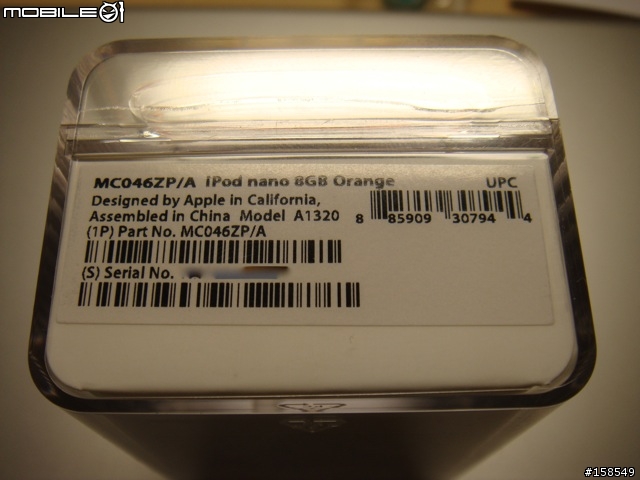 MOBILE01
MC046ZP/A iPod nano 8GB Orange
UPC
Designed by Apple in California,
Assembled in China Model A1320
8 85909 30794 4
(1P) Part No. MC046ZP/A
(S) Serial No.
#158549